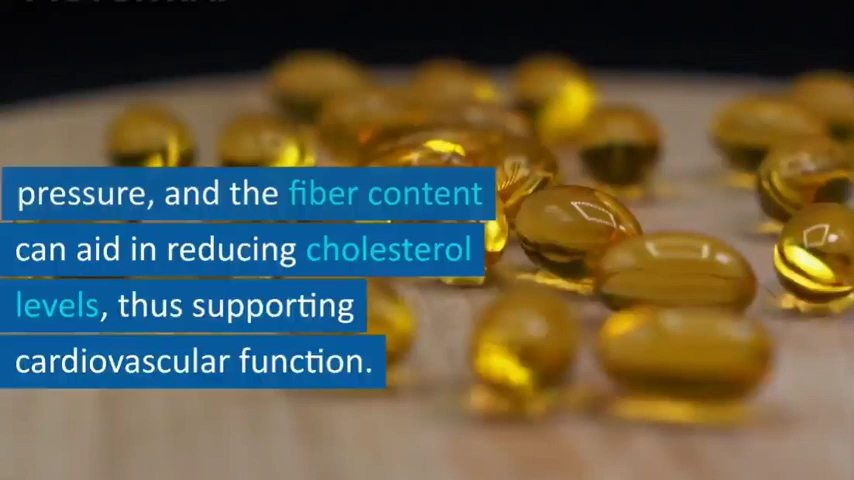 pressure, and the fiber content
can aid in reducing cholesterol
levels, thus supporting
cardiovascular function.